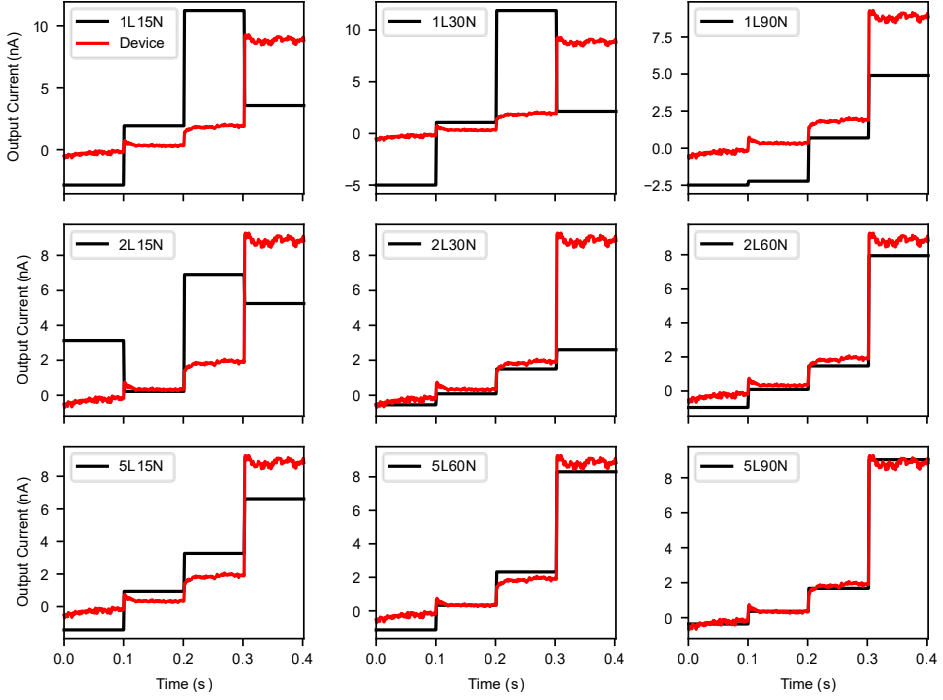 1L15N
Device
10
5
0
Output Current (nA)
1L30N
10
5
0
−5
1L90N
7.5
5.0
2.5
0.0
−2.5
2L15N
8
6
4
2
0
Output Current (nA)
2L30N
8
6
4
2
0
2L60N
8
6
4
2
0
5L15N
8
6
4
2
0
Output Current (nA)
0.0 0.1 0.2 0.3 0.4
Time (s)
5L60N
8
6
4
2
0
0.0 0.1 0.2 0.3 0.4
Time (s)
5L90N
8
6
4
2
0
0.0 0.1 0.2 0.3 0.4
Time (s)